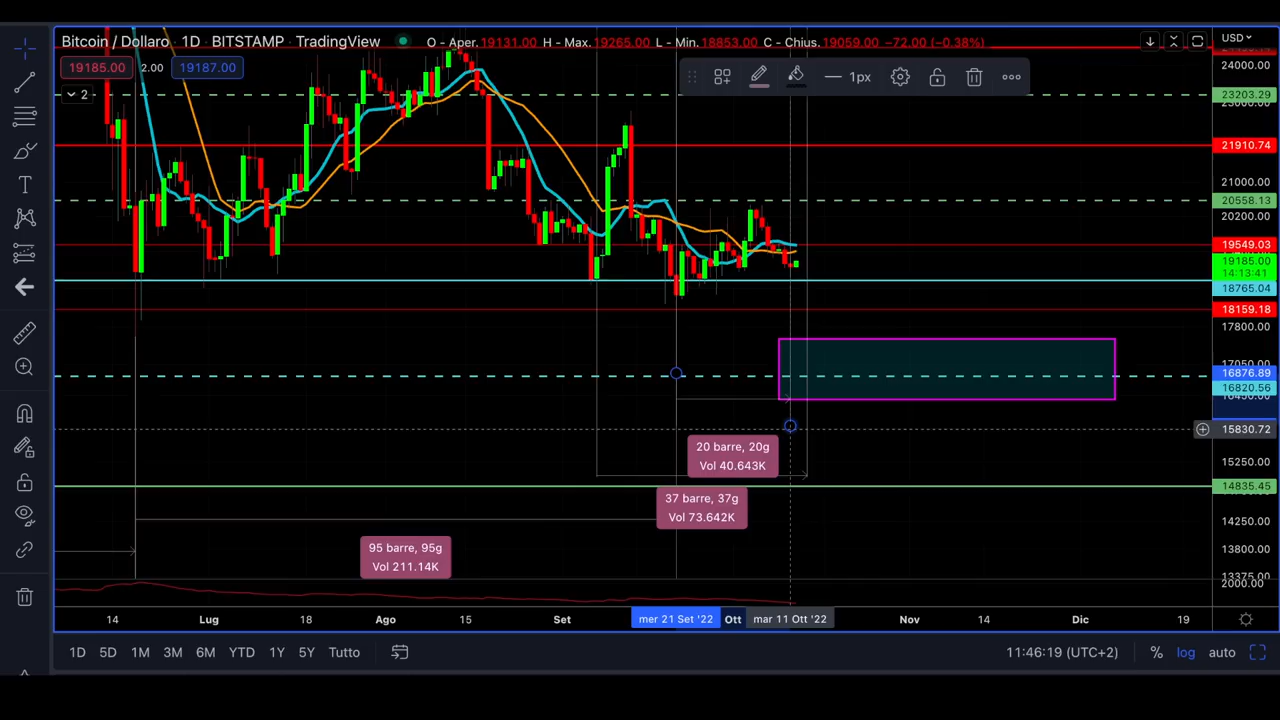 Bitcoin / Dollaro · 1D · BITSTAMP · TradingView O - Aper. 19131.00 H - Max. 19265.00 L - Min. 18853.00 C - Chius. 19059.00 -72.00 (-0.38%)
USD
19185.00 2.00 19187.00
1px
2
24000.00
23203.29
23000.00
21910.74
21000.00
20558.13
20200.00
19549.03
19185.00
14:13:41
18765.04
18159.18
17800.00
17050.00
16876.89
16820.56
16450.00
15830.72
15250.00
14835.45
14250.00
13800.00
13375.00
2000.00
20 barre, 20g
Vol 40.643K
37 barre, 37g
Vol 73.642K
95 barre, 95g
Vol 211.14K
14 Lug 18 Ago 15 Set mer 21 Set '22 Ott mar 11 Ott '22 Nov 14 Dic 19
1D 5D 1M 3M 6M YTD 1Y 5Y Tutto 11:46:19 (UTC+2) % log auto